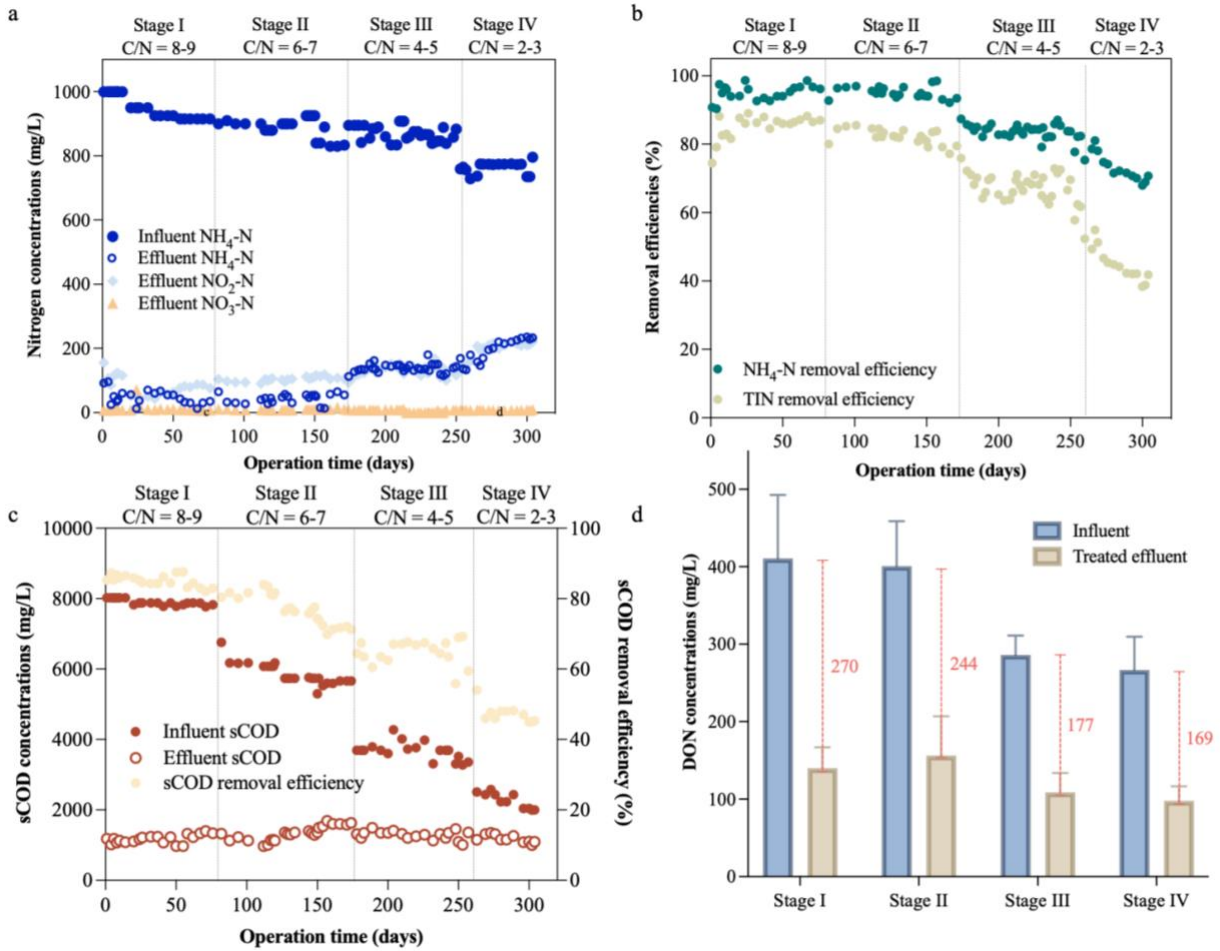 a
Stage I Stage II Stage III Stage IV
C/N = 8-9 C/N = 6-7 C/N = 4-5 C/N = 2-3
Nitrogen concentrations (mg/L)
1000
800
600
400
200
0
Influent NH4-N
Effluent NH4-N
Effluent NO2-N
Effluent NO3-N
c d
0 50 100 150 200 250 300
Operation time (days)
b
Stage I Stage II Stage III Stage IV
C/N = 8-9 C/N = 6-7 C/N = 4-5 C/N = 2-3
Removal efficiencies (%)
100
80
60
40
20
0
NH4-N removal efficiency
TIN removal efficiency
0 50 100 150 200 250 300
Operation time (days)
c
Stage I Stage II Stage III Stage IV
C/N = 8-9 C/N = 6-7 C/N = 4-5 C/N = 2-3
sCOD concentrations (mg/L)
10000
8000
6000
4000
2000
0
Influent sCOD
Effluent sCOD
sCOD removal efficiency
100
80
60
40
20
0
sCOD removal efficiency (%)
0 50 100 150 200 250 300
Operation time (days)
d
DON concentrations (mg/L)
500
400
300
200
100
0
Influent
Treated effluent
270
244
177
169
Stage I Stage II Stage III Stage IV